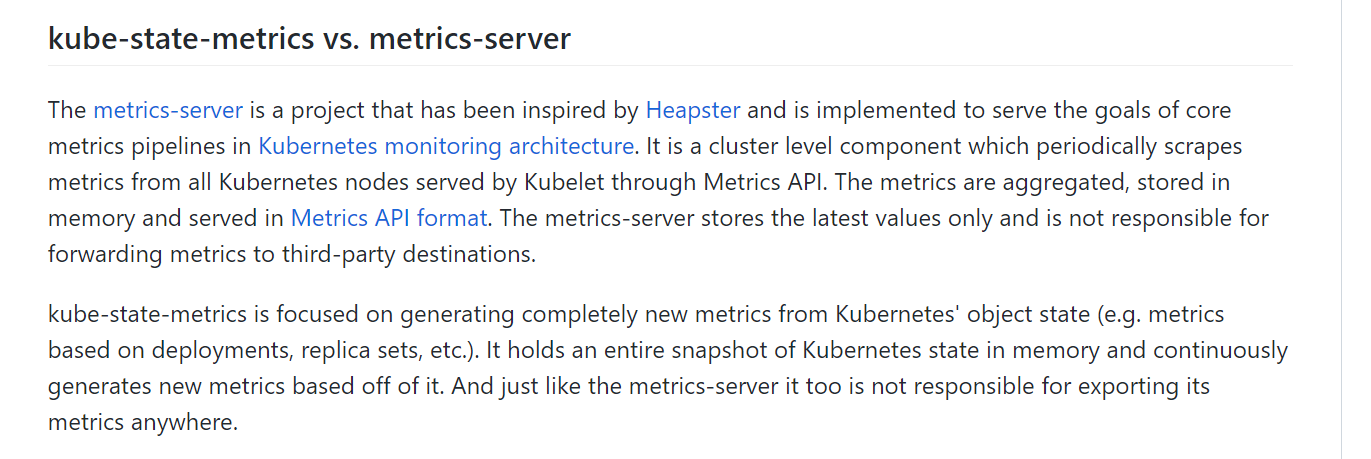 kube-state-metrics vs. metrics-server
The metrics-server is a project that has been inspired by Heapster and is implemented to serve the goals of core
metrics pipelines in Kubernetes monitoring architecture. It is a cluster level component which periodically scrapes
metrics from all Kubernetes nodes served by Kubelet through Metrics API. The metrics are aggregated, stored in
memory and served in Metrics API format. The metrics-server stores the latest values only and is not responsible for
forwarding metrics to third-party destinations.
kube-state-metrics is focused on generating completely new metrics from Kubernetes' object state (e.g. metrics
based on deployments, replica sets, etc.). It holds an entire snapshot of Kubernetes state in memory and continuously
generates new metrics based off of it. And just like the metrics-server it too is not responsible for exporting its
metrics anywhere.